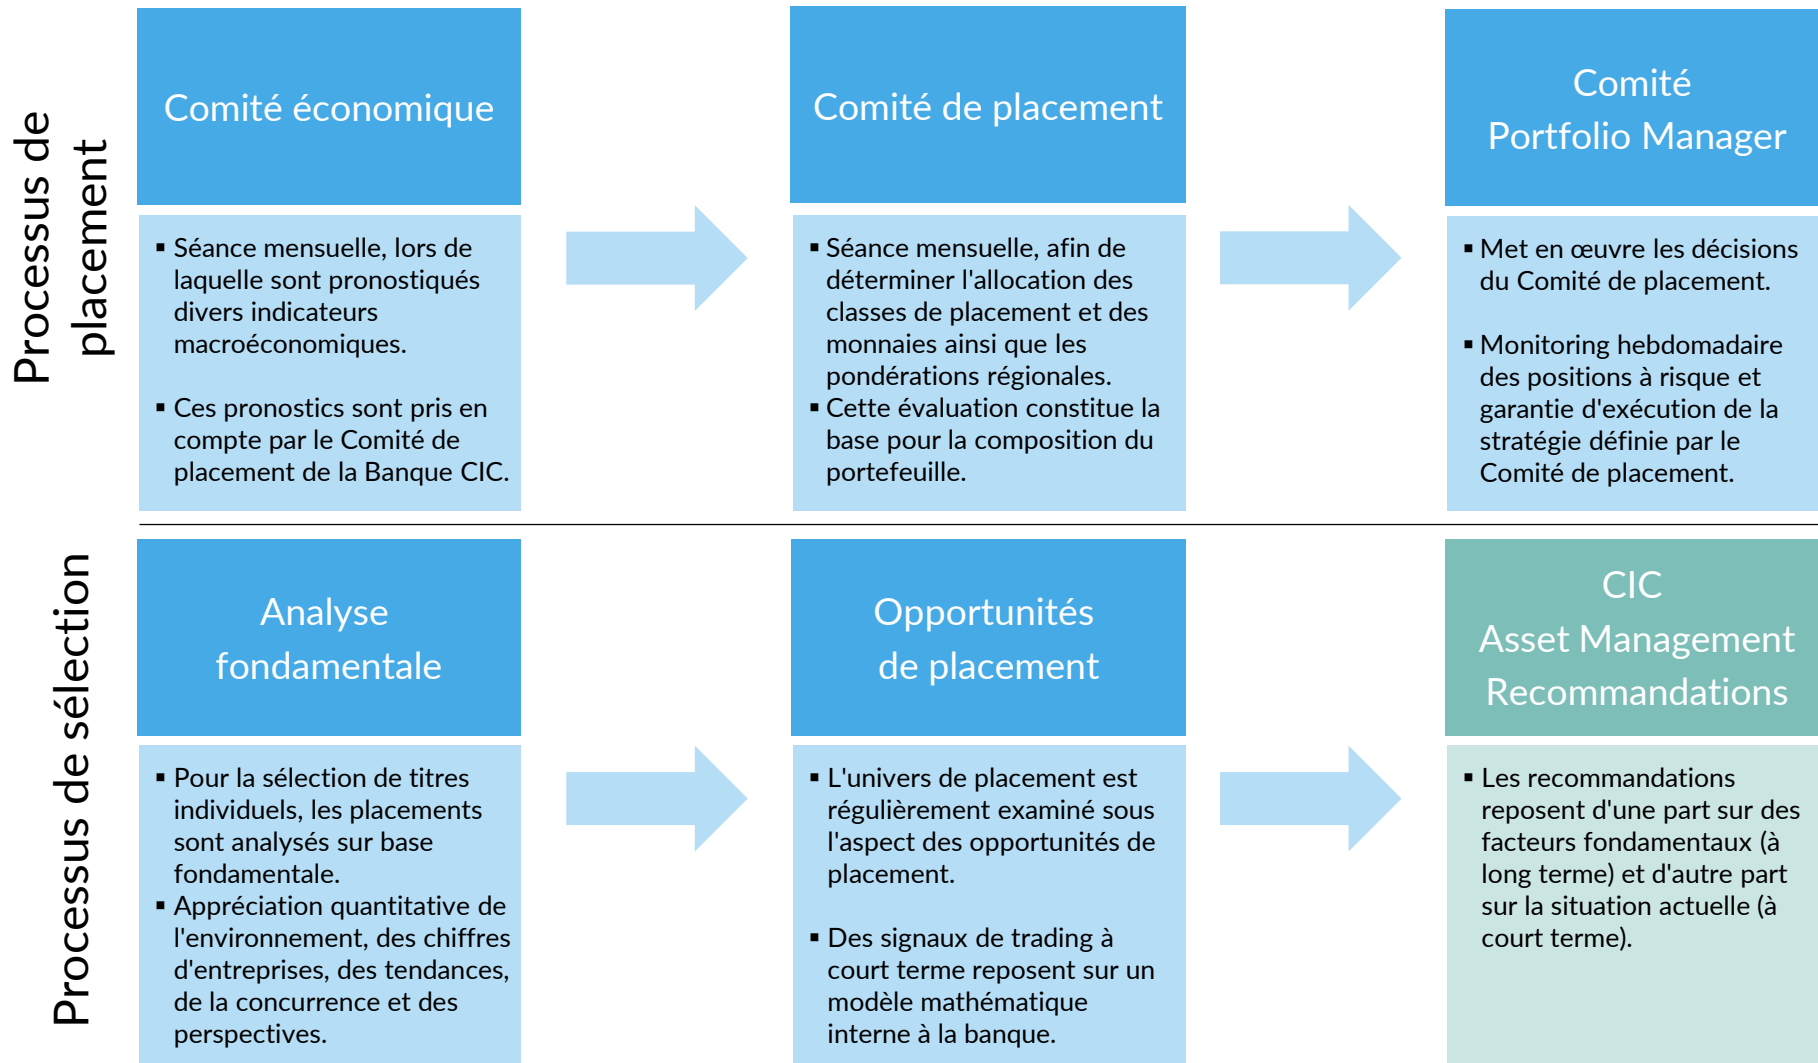 Processus de
placement
Comité économique
▪ Séance mensuelle, lors de
laquelle sont pronostiqués
divers indicateurs
macroéconomiques.
▪ Ces pronostics sont pris en
compte par le Comité de
placement de la Banque CIC.
Comité de placement
▪ Séance mensuelle, afin de
déterminer l'allocation des
classes de placement et des
monnaies ainsi que les
pondérations régionales.
▪ Cette évaluation constitue la
base pour la composition du
portefeuille.
Comité
Portfolio Manager
▪ Met en œuvre les décisions
du Comité de placement.
▪ Monitoring hebdomadaire
des positions à risque et
garantie d'exécution de la
stratégie définie par le
Comité de placement.
Processus de sélection
Analyse
fondamentale
▪ Pour la sélection de titres
individuels, les placements
sont analysés sur base
fondamentale.
▪ Appréciation quantitative de
l'environnement, des chiffres
d'entreprises, des tendances,
de la concurrence et des
perspectives.
Opportunités
de placement
▪ L'univers de placement est
régulièrement examiné sous
l'aspect des opportunités de
placement.
▪ Des signaux de trading à
court terme reposent sur un
modèle mathématique
interne à la banque.
CIC
Asset Management
Recommandations
▪ Les recommandations
reposent d'une part sur des
facteurs fondamentaux (à
long terme) et d'autre part
sur la situation actuelle (à
court terme).